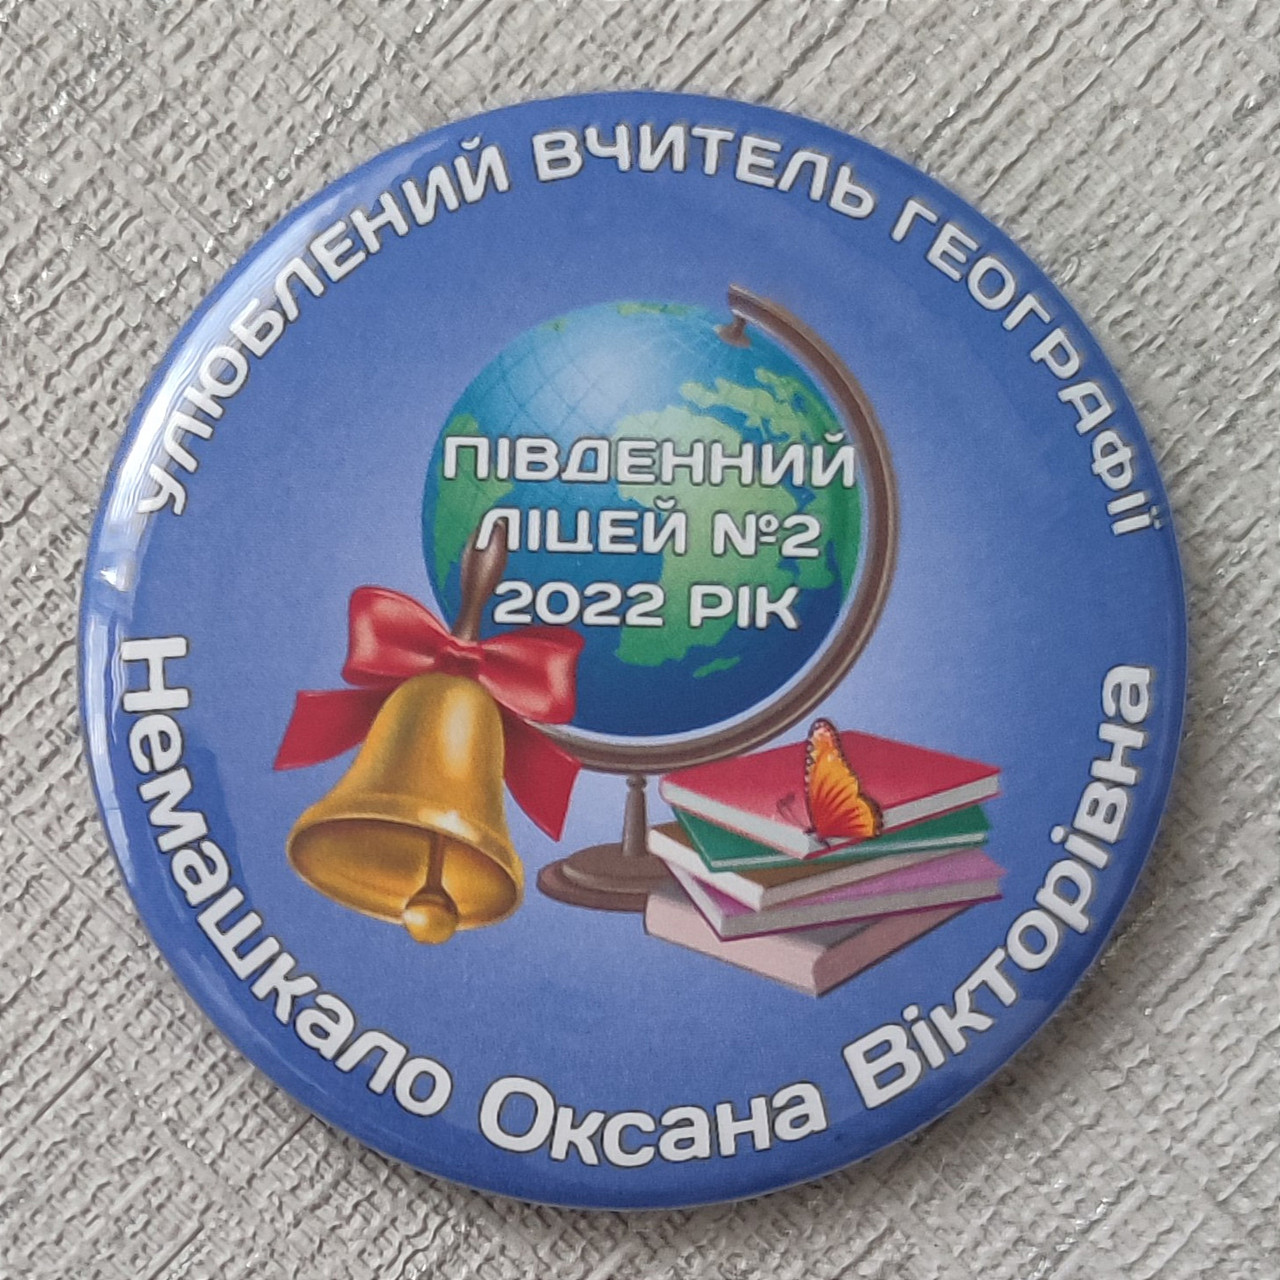 УЛЮБЛЕНИЙ ВЧИТЕЛЬ ГЕОГРАФІЇ
ПІВДЕННИЙ
ЛІЦЕЙ №2
2022 РІК
Немашкало Оксана Вікторівна